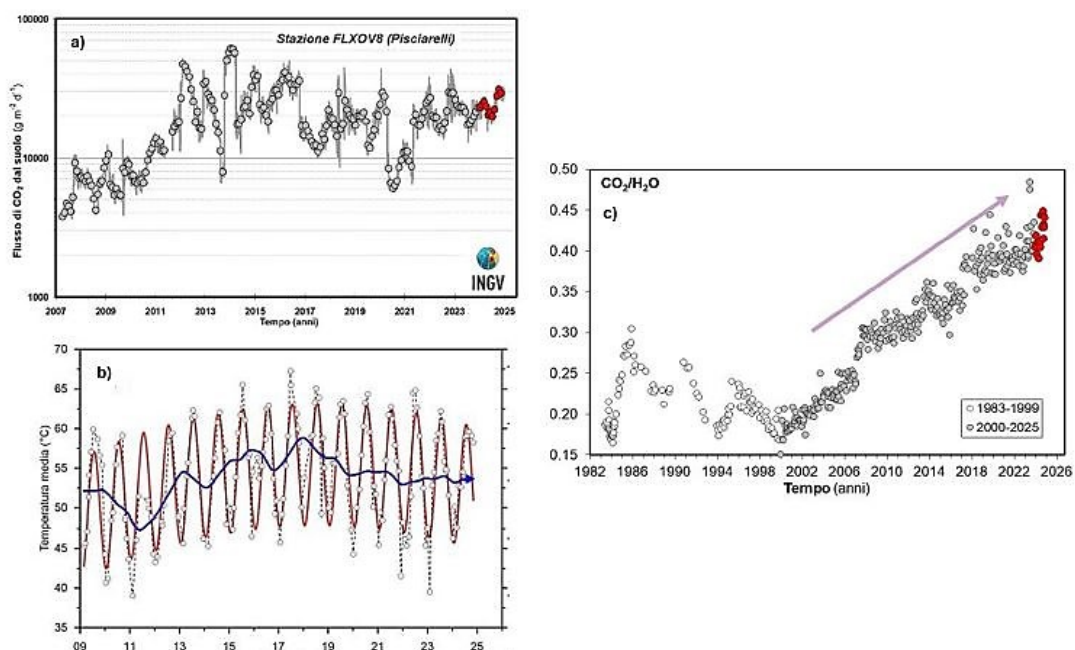 100000
a)
Stazione FLXOV8 (Pisciarelli)
Flusso di CO₂ dal suolo (g m⁻² d⁻¹)
10000
1000
INGV
2007 2009 2011 2013 2015 2017 2019 2021 2023 2025
Tempo (anni)
b)
Temperatura media (°C)
70
65
60
55
50
45
40
35
09 11 13 15 17 19 21 23 25
CO₂/H₂O
c)
0.50
0.45
0.40
0.35
0.30
0.25
0.20
0.15
1983-1999
2000-2025
1982 1986 1990 1994 1998 2002 2006 2010 2014 2018 2022 2026
Tempo (anni)